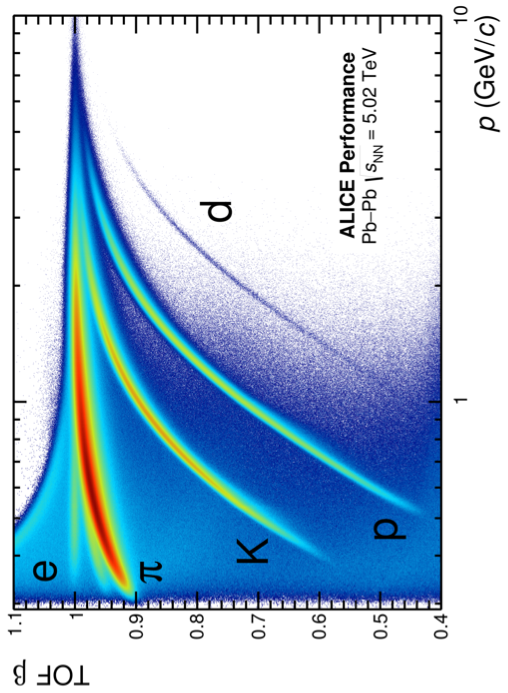 TOF β
1.1
1
0.9
0.8
0.7
0.6
0.5
0.4
e
π
K
p
d
ALICE Performance
Pb–Pb √sNN = 5.02 TeV
1
10
p (GeV/c)